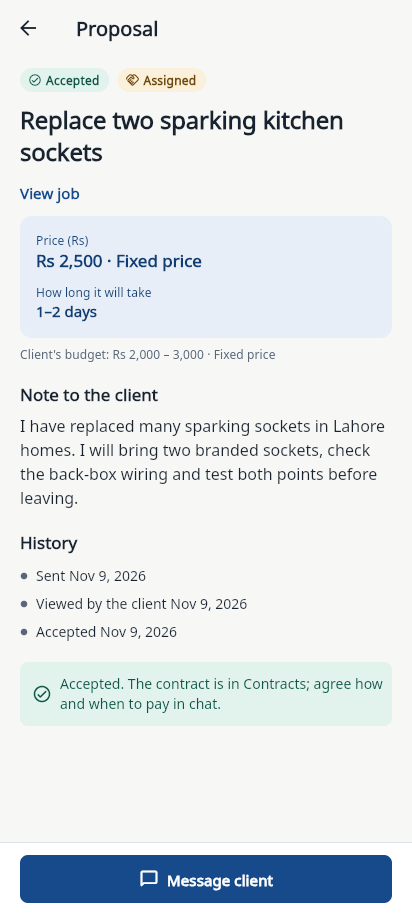 Proposal
Accepted
Assigned
Replace two sparking kitchen
sockets
View job
Price (Rs)
Rs 2,500 · Fixed price
How long it will take
1–2 days
Client's budget: Rs 2,000 – 3,000 · Fixed price
Note to the client
I have replaced many sparking sockets in Lahore
homes. I will bring two branded sockets, check
the back-box wiring and test both points before
leaving.
History
Sent Nov 9, 2026
Viewed by the client Nov 9, 2026
Accepted Nov 9, 2026
Accepted. The contract is in Contracts; agree how
and when to pay in chat.
Message client